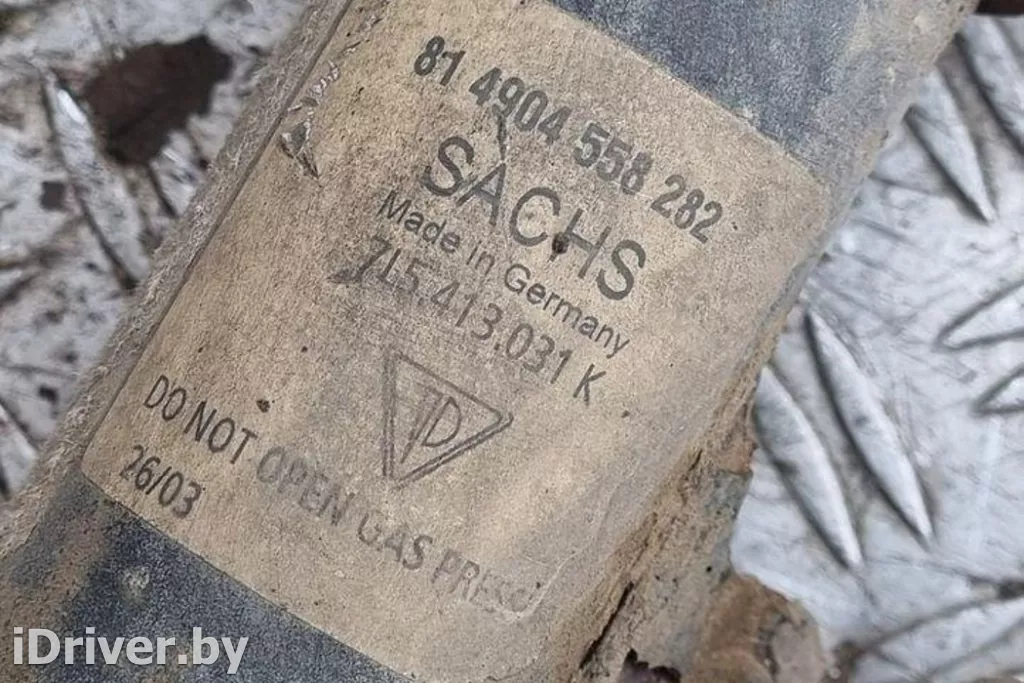 81 4904 558 282
SACHS
Made in Germany
7L5.413.031 K
TD
DO NOT OPEN GAS
26/03
iDriver.by